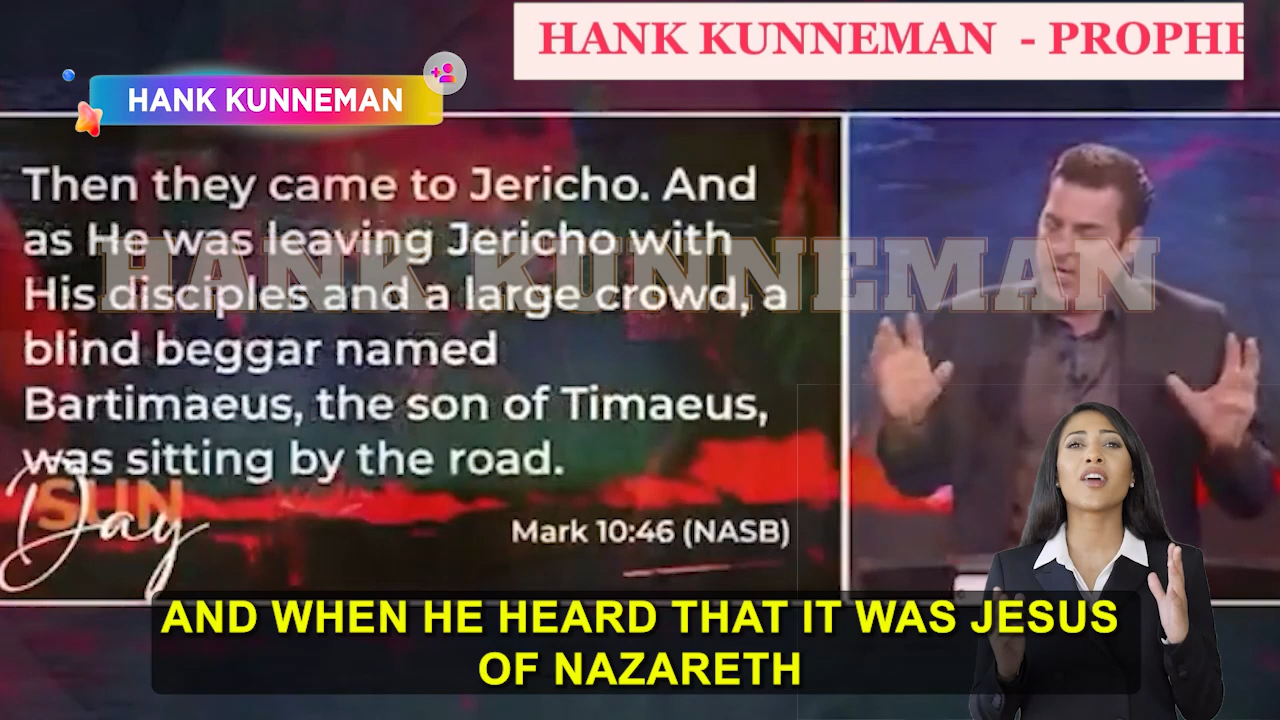 HANK KUNNEMAN - PROPHE
HANK KUNNEMAN
Then they came to Jericho. And
as He was leaving Jericho with
HANK KUNNEMAN
His disciples and a large crowd, a
blind beggar named
Bartimaeus, the son of Timaeus,
was sitting by the road.
SUN
Day
Mark 10:46 (NASB)
AND WHEN HE HEARD THAT IT WAS JESUS
OF NAZARETH